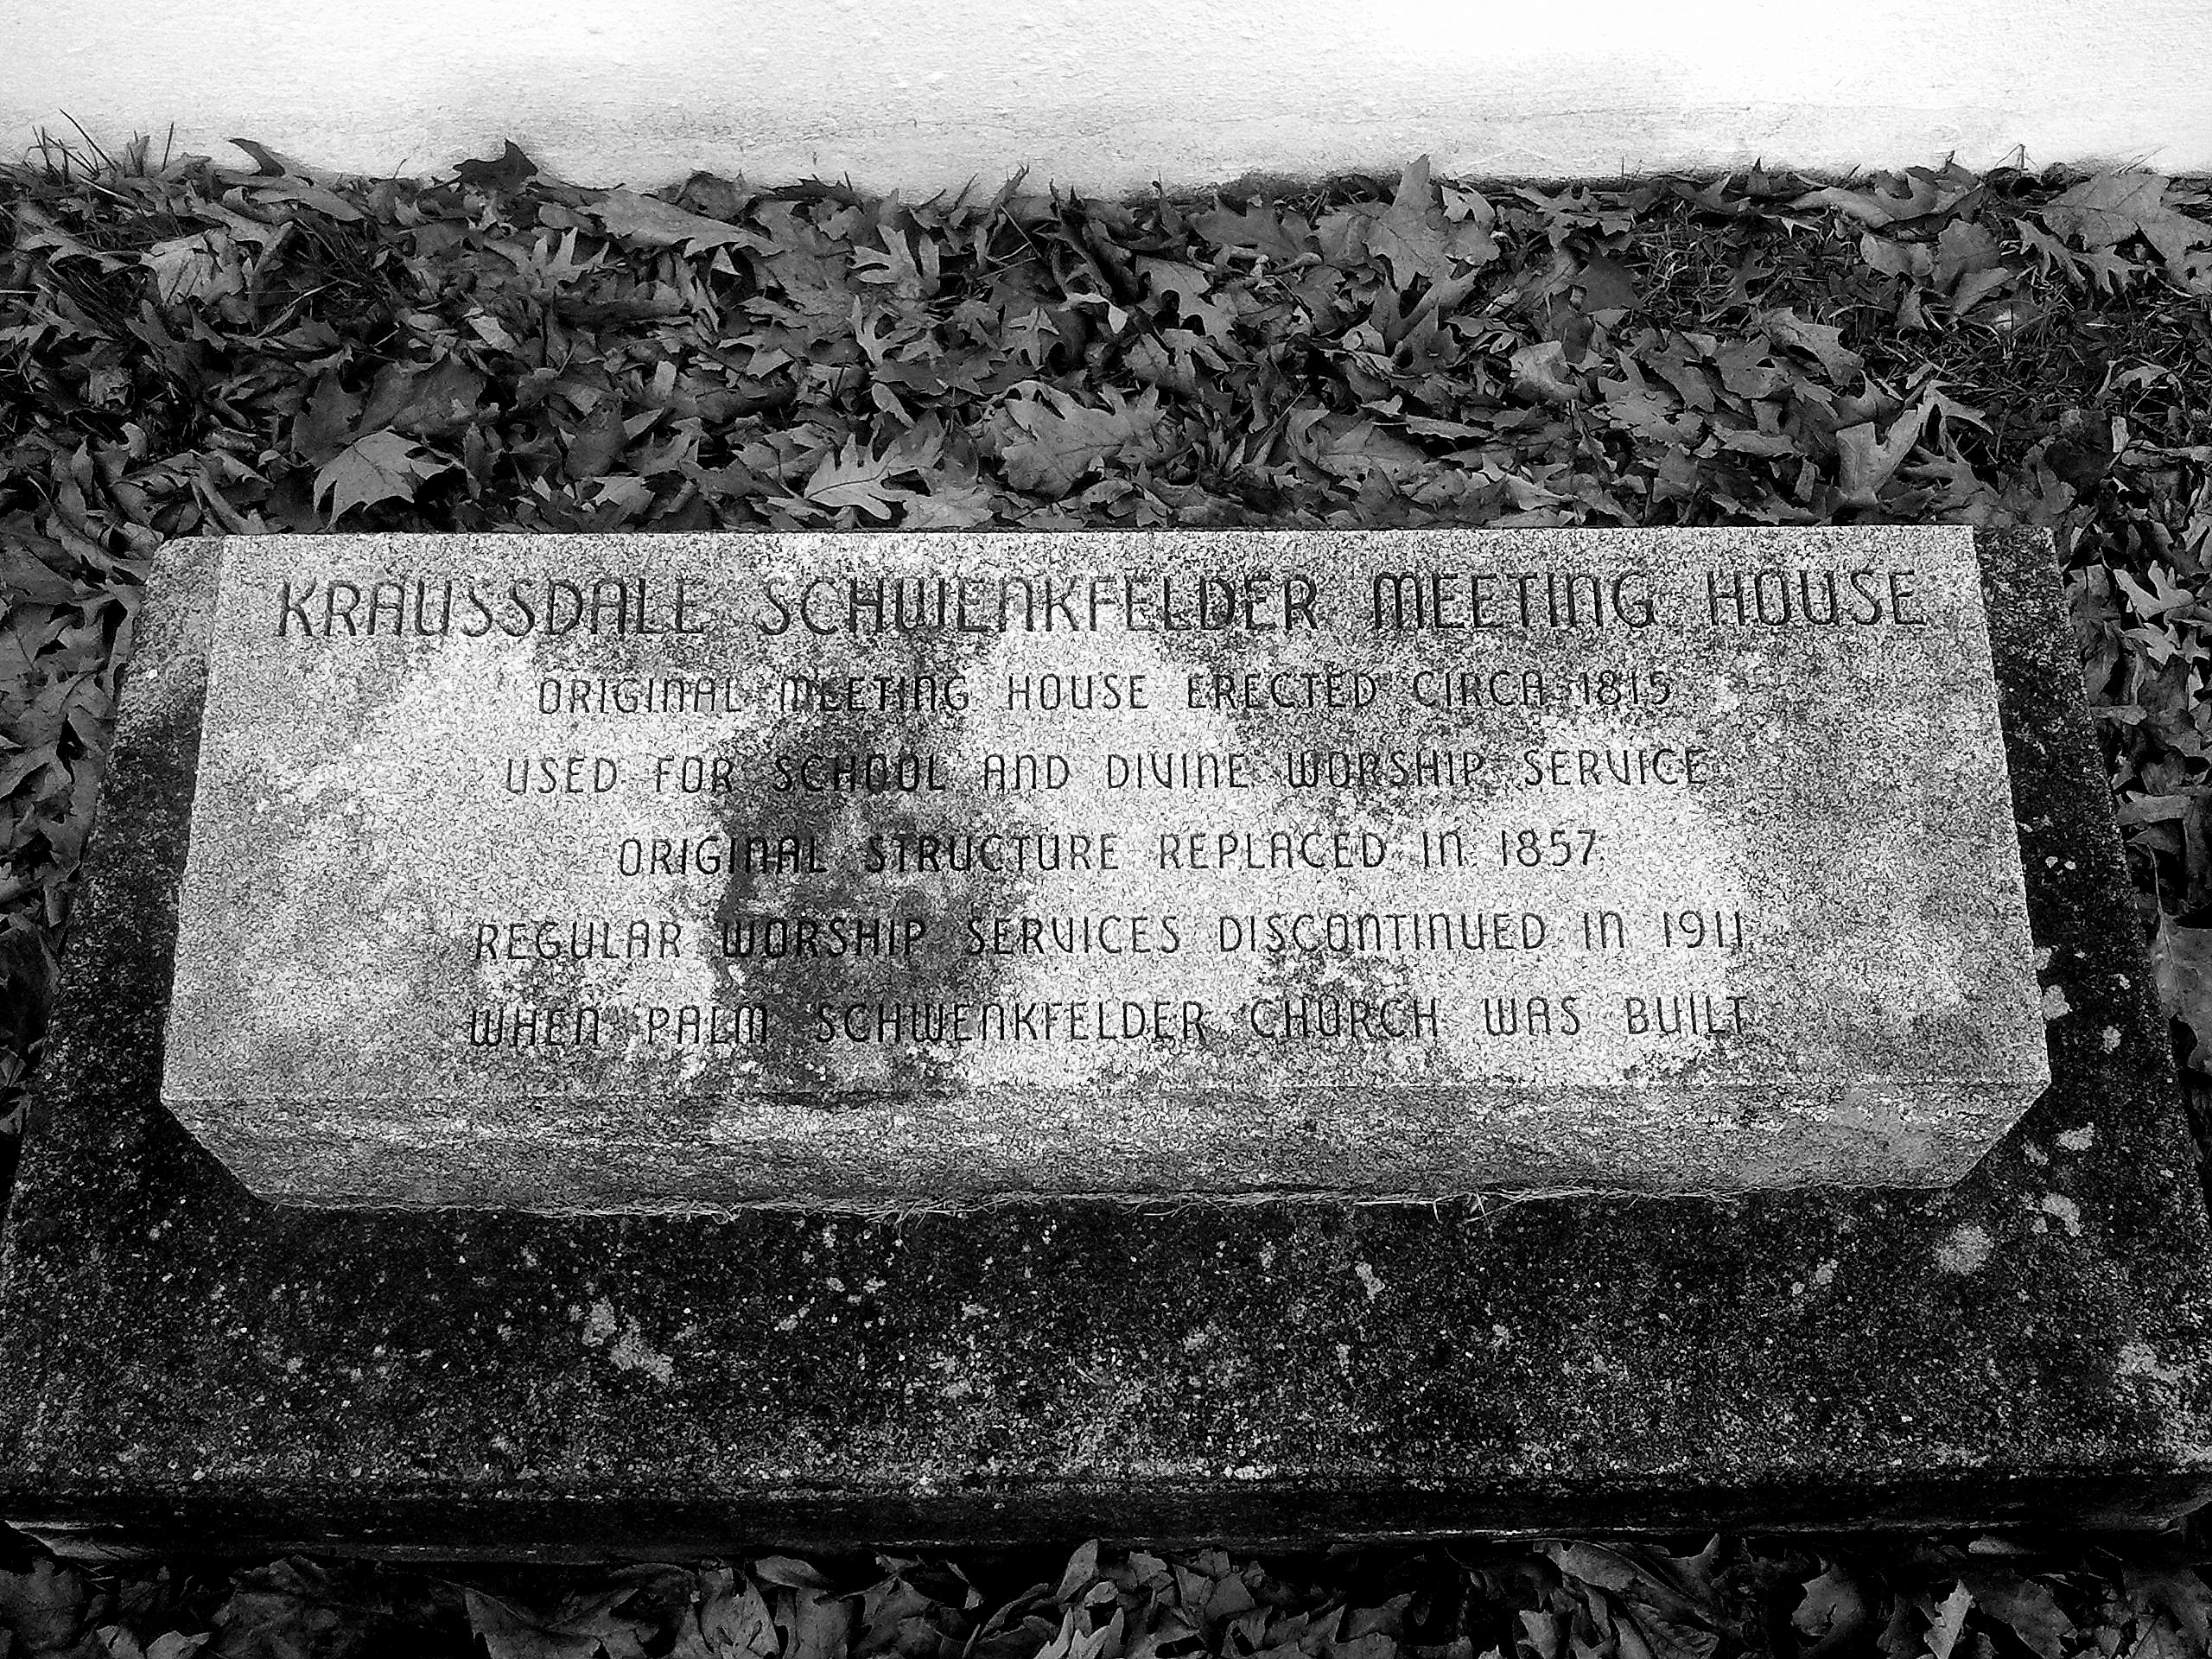 KRAUSSDALE SCHWENKFELDER MEETING HOUSE
ORIGINAL MEETING HOUSE ERECTED CIRCA 1815
USED FOR SCHOOL AND DIVINE WORSHIP SERVICE
ORIGINAL STRUCTURE REPLACED IN 1857
REGULAR WORSHIP SERVICES DISCONTINUED IN 1911
WHEN PALM SCHWENKFELDER CHURCH WAS BUILT